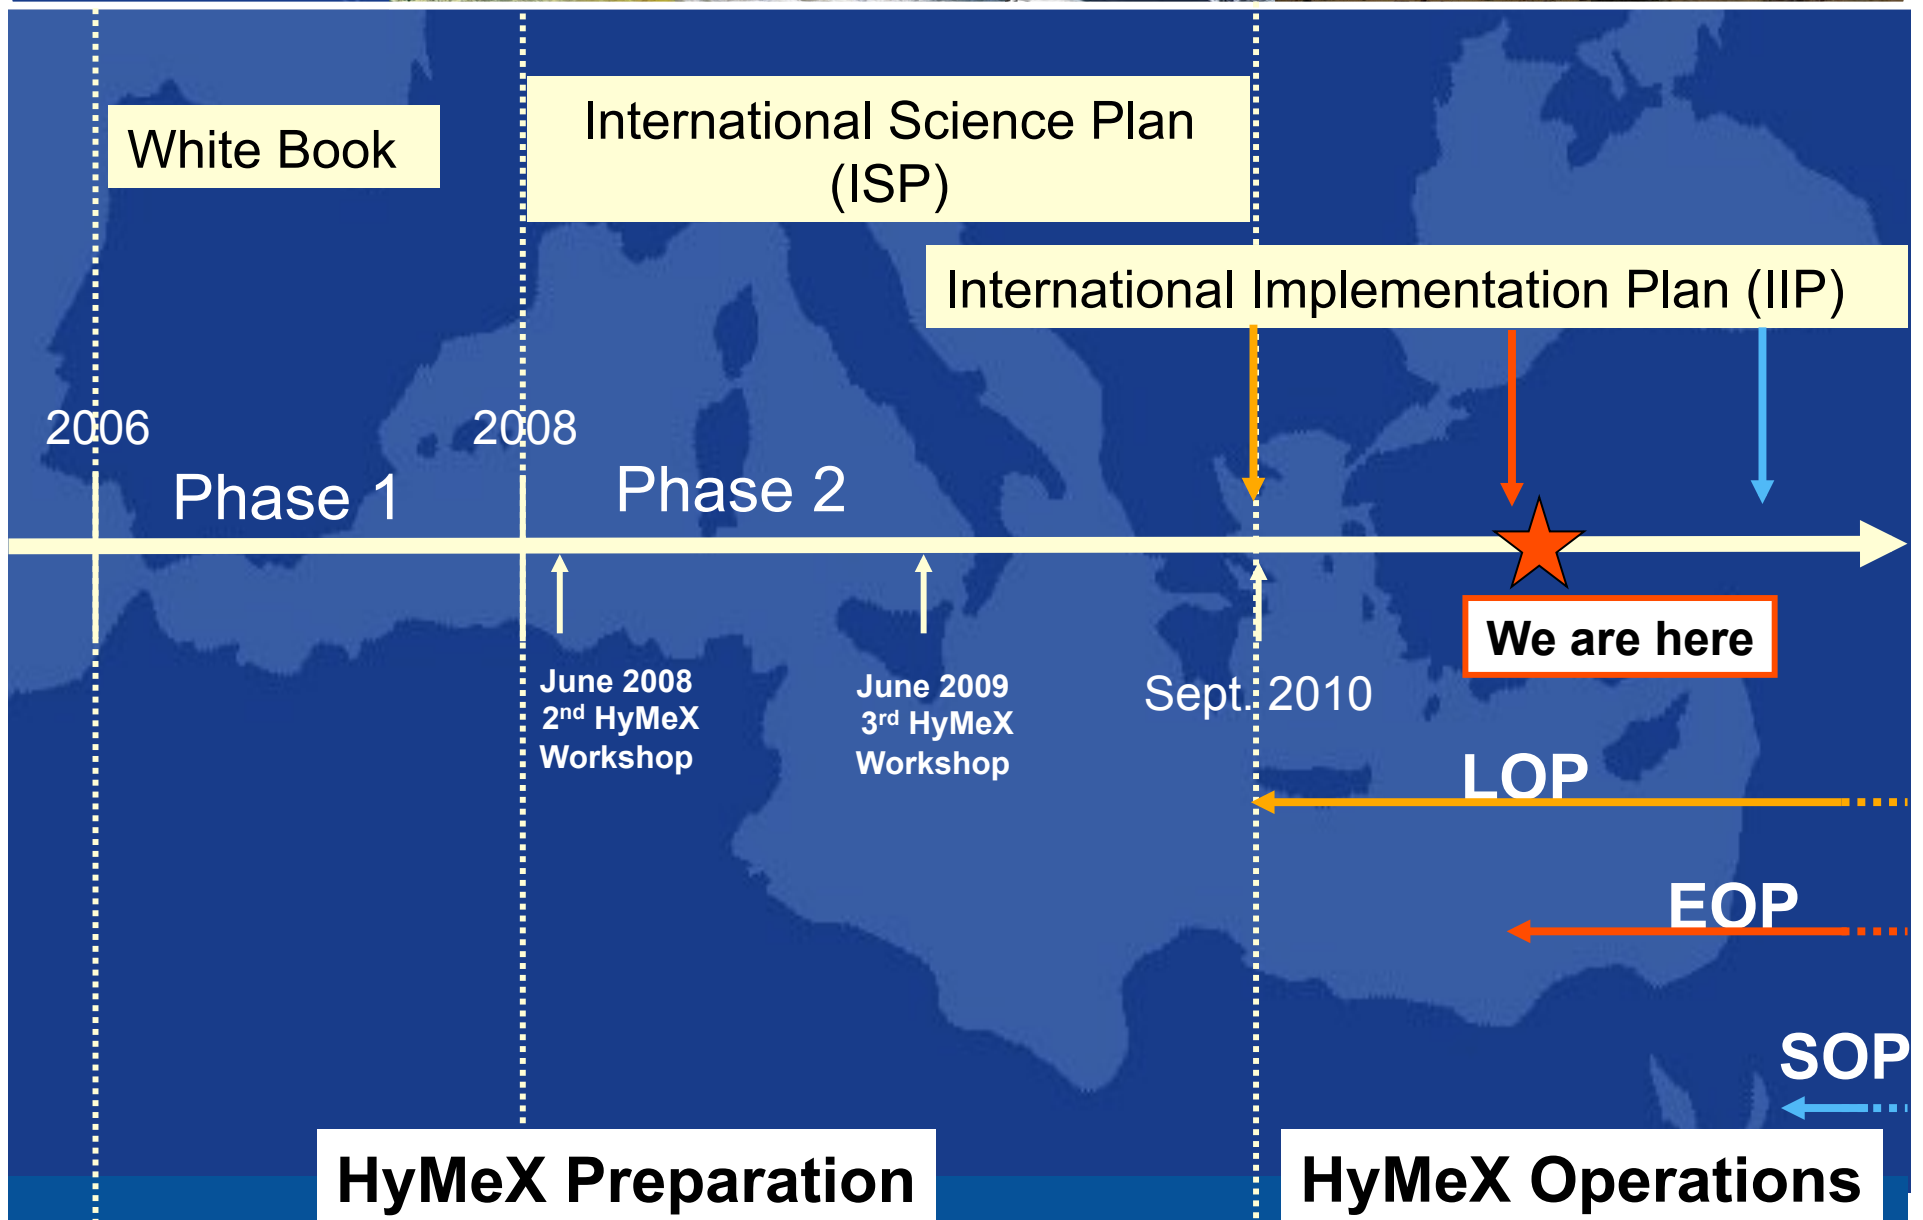 White Book
International Science Plan
(ISP)
International Implementation Plan (IIP)
2006
2008
Phase 1
Phase 2
We are here
June 2008
2nd HyMeX
Workshop
June 2009
3rd HyMeX
Workshop
Sept. 2010
LOP
EOP
SOP
HyMeX Preparation
HyMeX Operations